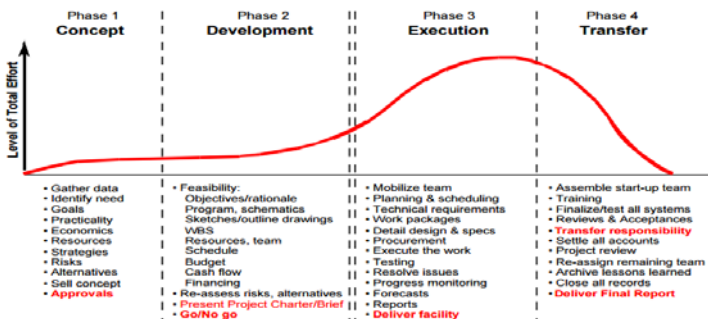 Phase 1
Concept
Phase 2
Development
Phase 3
Execution
Phase 4
Transfer
Level of Total Effort
• Gather data
• Identify need
• Goals
• Practicality
• Economics
• Resources
• Strategies
• Risks
• Alternatives
• Sell concept
• Approvals
• Feasibility:
Objectives/rationale
Program, schematics
Sketches/outline drawings
WBS
Resources, team
Schedule
Budget
Cash flow
Financing
• Re-assess risks, alternatives
• Present Project Charter/Brief
• Go/No go
• Mobilize team
• Planning & scheduling
• Technical requirements
• Work packages
• Detail design & specs
• Procurement
• Execute the work
• Testing
• Resolve issues
• Progress monitoring
• Forecasts
• Reports
• Deliver facility
• Assemble start-up team
• Training
• Finalize/test all systems
• Reviews & Acceptances
• Transfer responsibility
• Settle all accounts
• Project review
• Re-assign remaining team
• Archive lessons learned
• Close all records
• Deliver Final Report